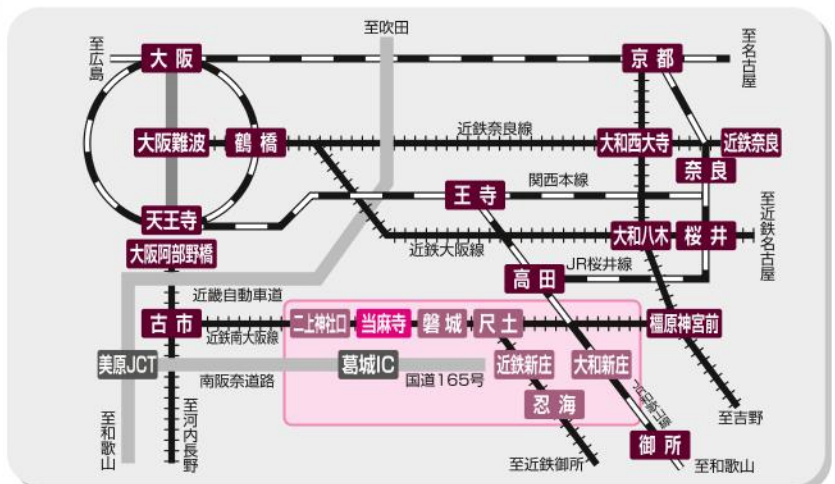 至吹田
至広島
大阪
京都
至名古屋
大阪難波
鶴橋
近鉄奈良線
大和西大寺
近鉄奈良
奈良
王寺
関西本線
天王寺
大阪阿部野橋
近鉄大阪線
大和八木
桜井
至近鉄名古屋
高田
JR桜井線
近畿自動車道
古市
近鉄南大阪線
二上神社口
当麻寺
磐城
尺土
橿原神宮前
美原JCT
南阪奈道路
葛城IC
国道165号
近鉄新庄
大和新庄
JR和歌山線
忍海
至和歌山
至河内長野
至吉野
御所
至近鉄御所
至和歌山